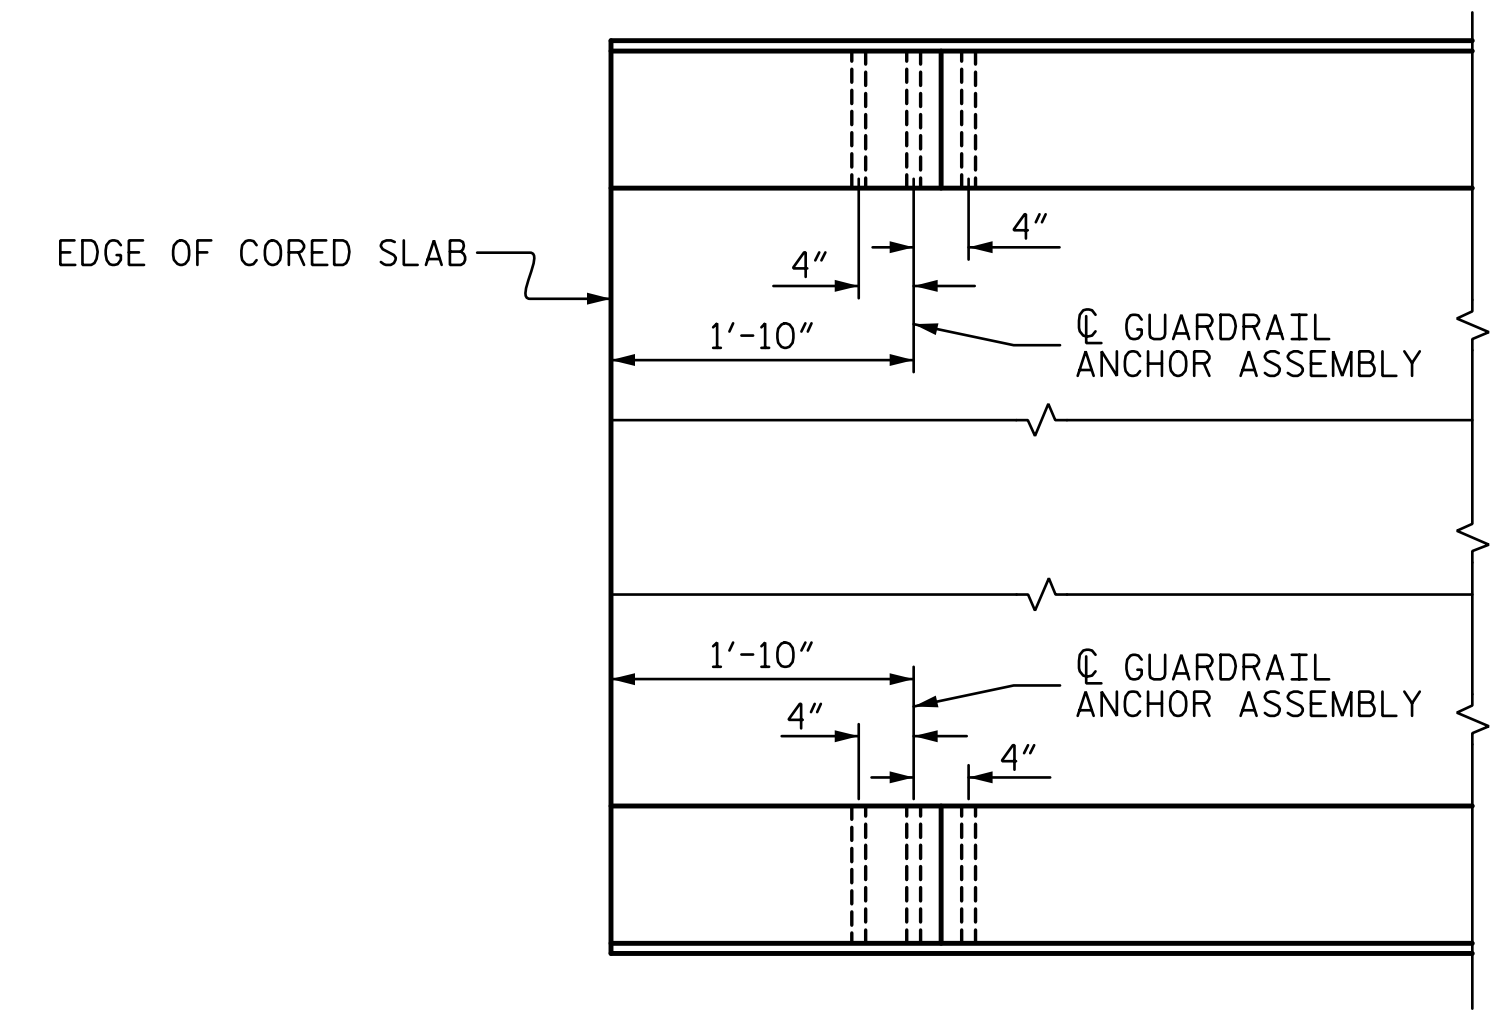 4"
EDGE OF CORED SLAB
4"
1'-10"
℄ GUARDRAIL
ANCHOR ASSEMBLY
1'-10"
℄ GUARDRAIL
ANCHOR ASSEMBLY
4"
4"